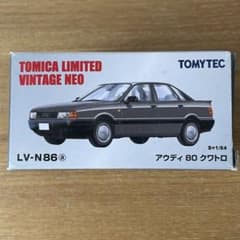 TOMICA LIMITED
VINTAGE NEO
TOMYTEC
LV-N86 a
S=1/64
アウディ 80 クワトロ